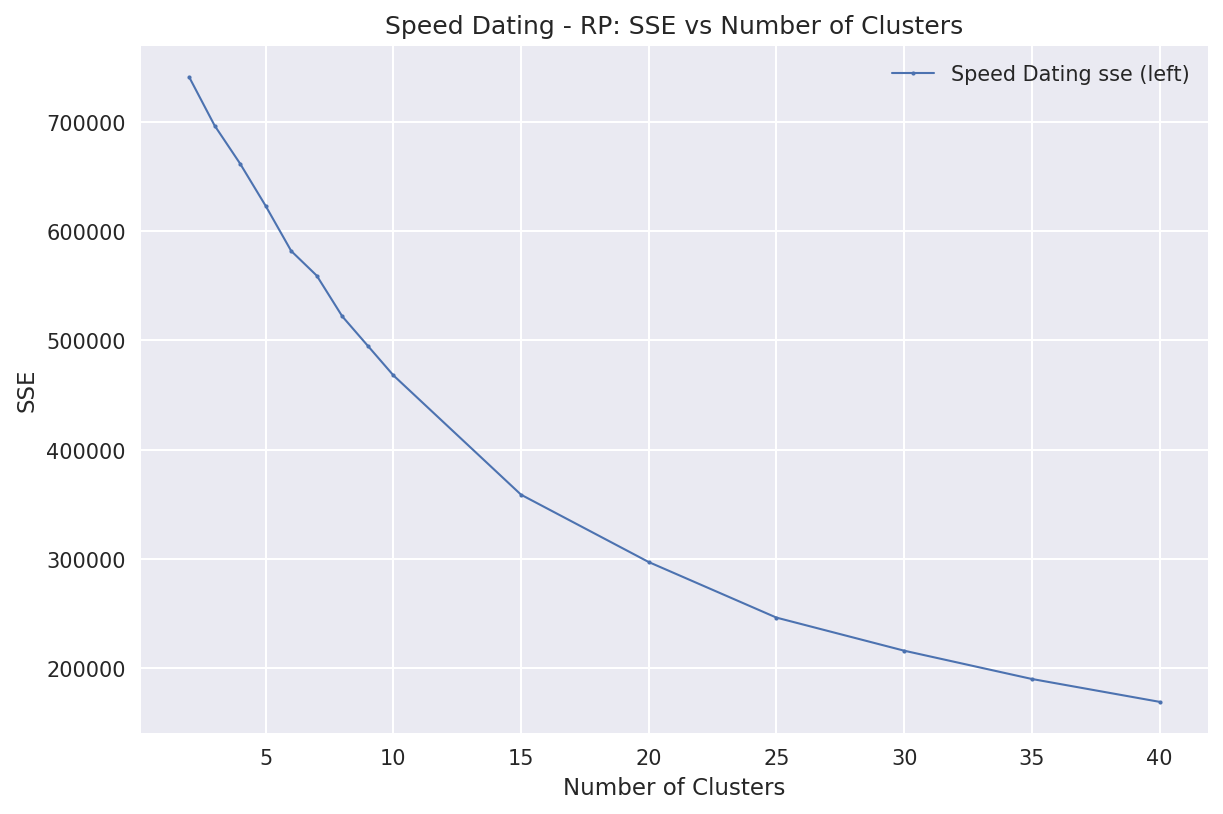 Speed Dating - RP: SSE vs Number of Clusters
Speed Dating sse (left)
SSE
700000
600000
500000
400000
300000
200000
5 10 15 20 25 30 35 40
Number of Clusters